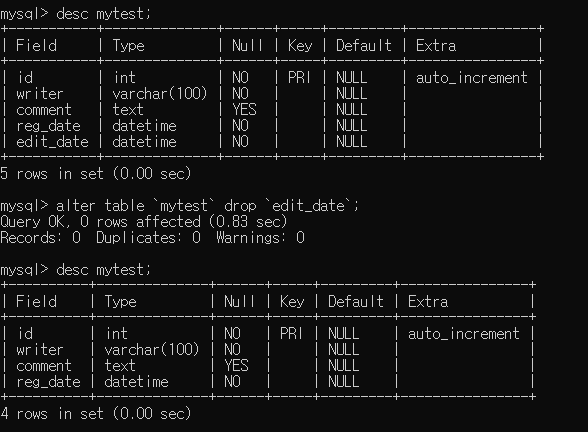 mysql> desc mytest;
+-----------+--------------+------+-----+---------+----------------+
| Field     | Type         | Null | Key | Default | Extra          |
+-----------+--------------+------+-----+---------+----------------+
| id        | int          | NO   | PRI | NULL    | auto_increment |
| writer    | varchar(100) | NO   |     | NULL    |                |
| comment   | text         | YES  |     | NULL    |                |
| reg_date  | datetime     | NO   |     | NULL    |                |
| edit_date | datetime     | NO   |     | NULL    |                |
+-----------+--------------+------+-----+---------+----------------+
5 rows in set (0.00 sec)
mysql> alter table `mytest` drop `edit_date`;
Query OK, 0 rows affected (0.83 sec)
Records: 0  Duplicates: 0  Warnings: 0
mysql> desc mytest;
+----------+--------------+------+-----+---------+----------------+
| Field    | Type         | Null | Key | Default | Extra          |
+----------+--------------+------+-----+---------+----------------+
| id       | int          | NO   | PRI | NULL    | auto_increment |
| writer   | varchar(100) | NO   |     | NULL    |                |
| comment  | text         | YES  |     | NULL    |                |
| reg_date | datetime     | NO   |     | NULL    |                |
+----------+--------------+------+-----+---------+----------------+
4 rows in set (0.00 sec)